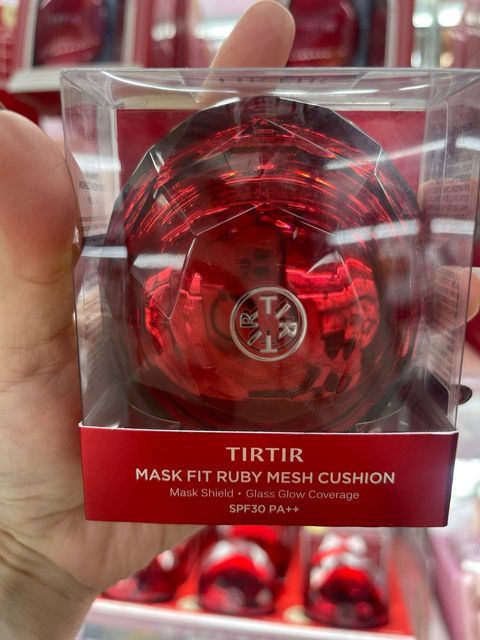 TIRTIR
MASK FIT RUBY MESH CUSHION
Mask Shield • Glass Glow Coverage
SPF30 PA++